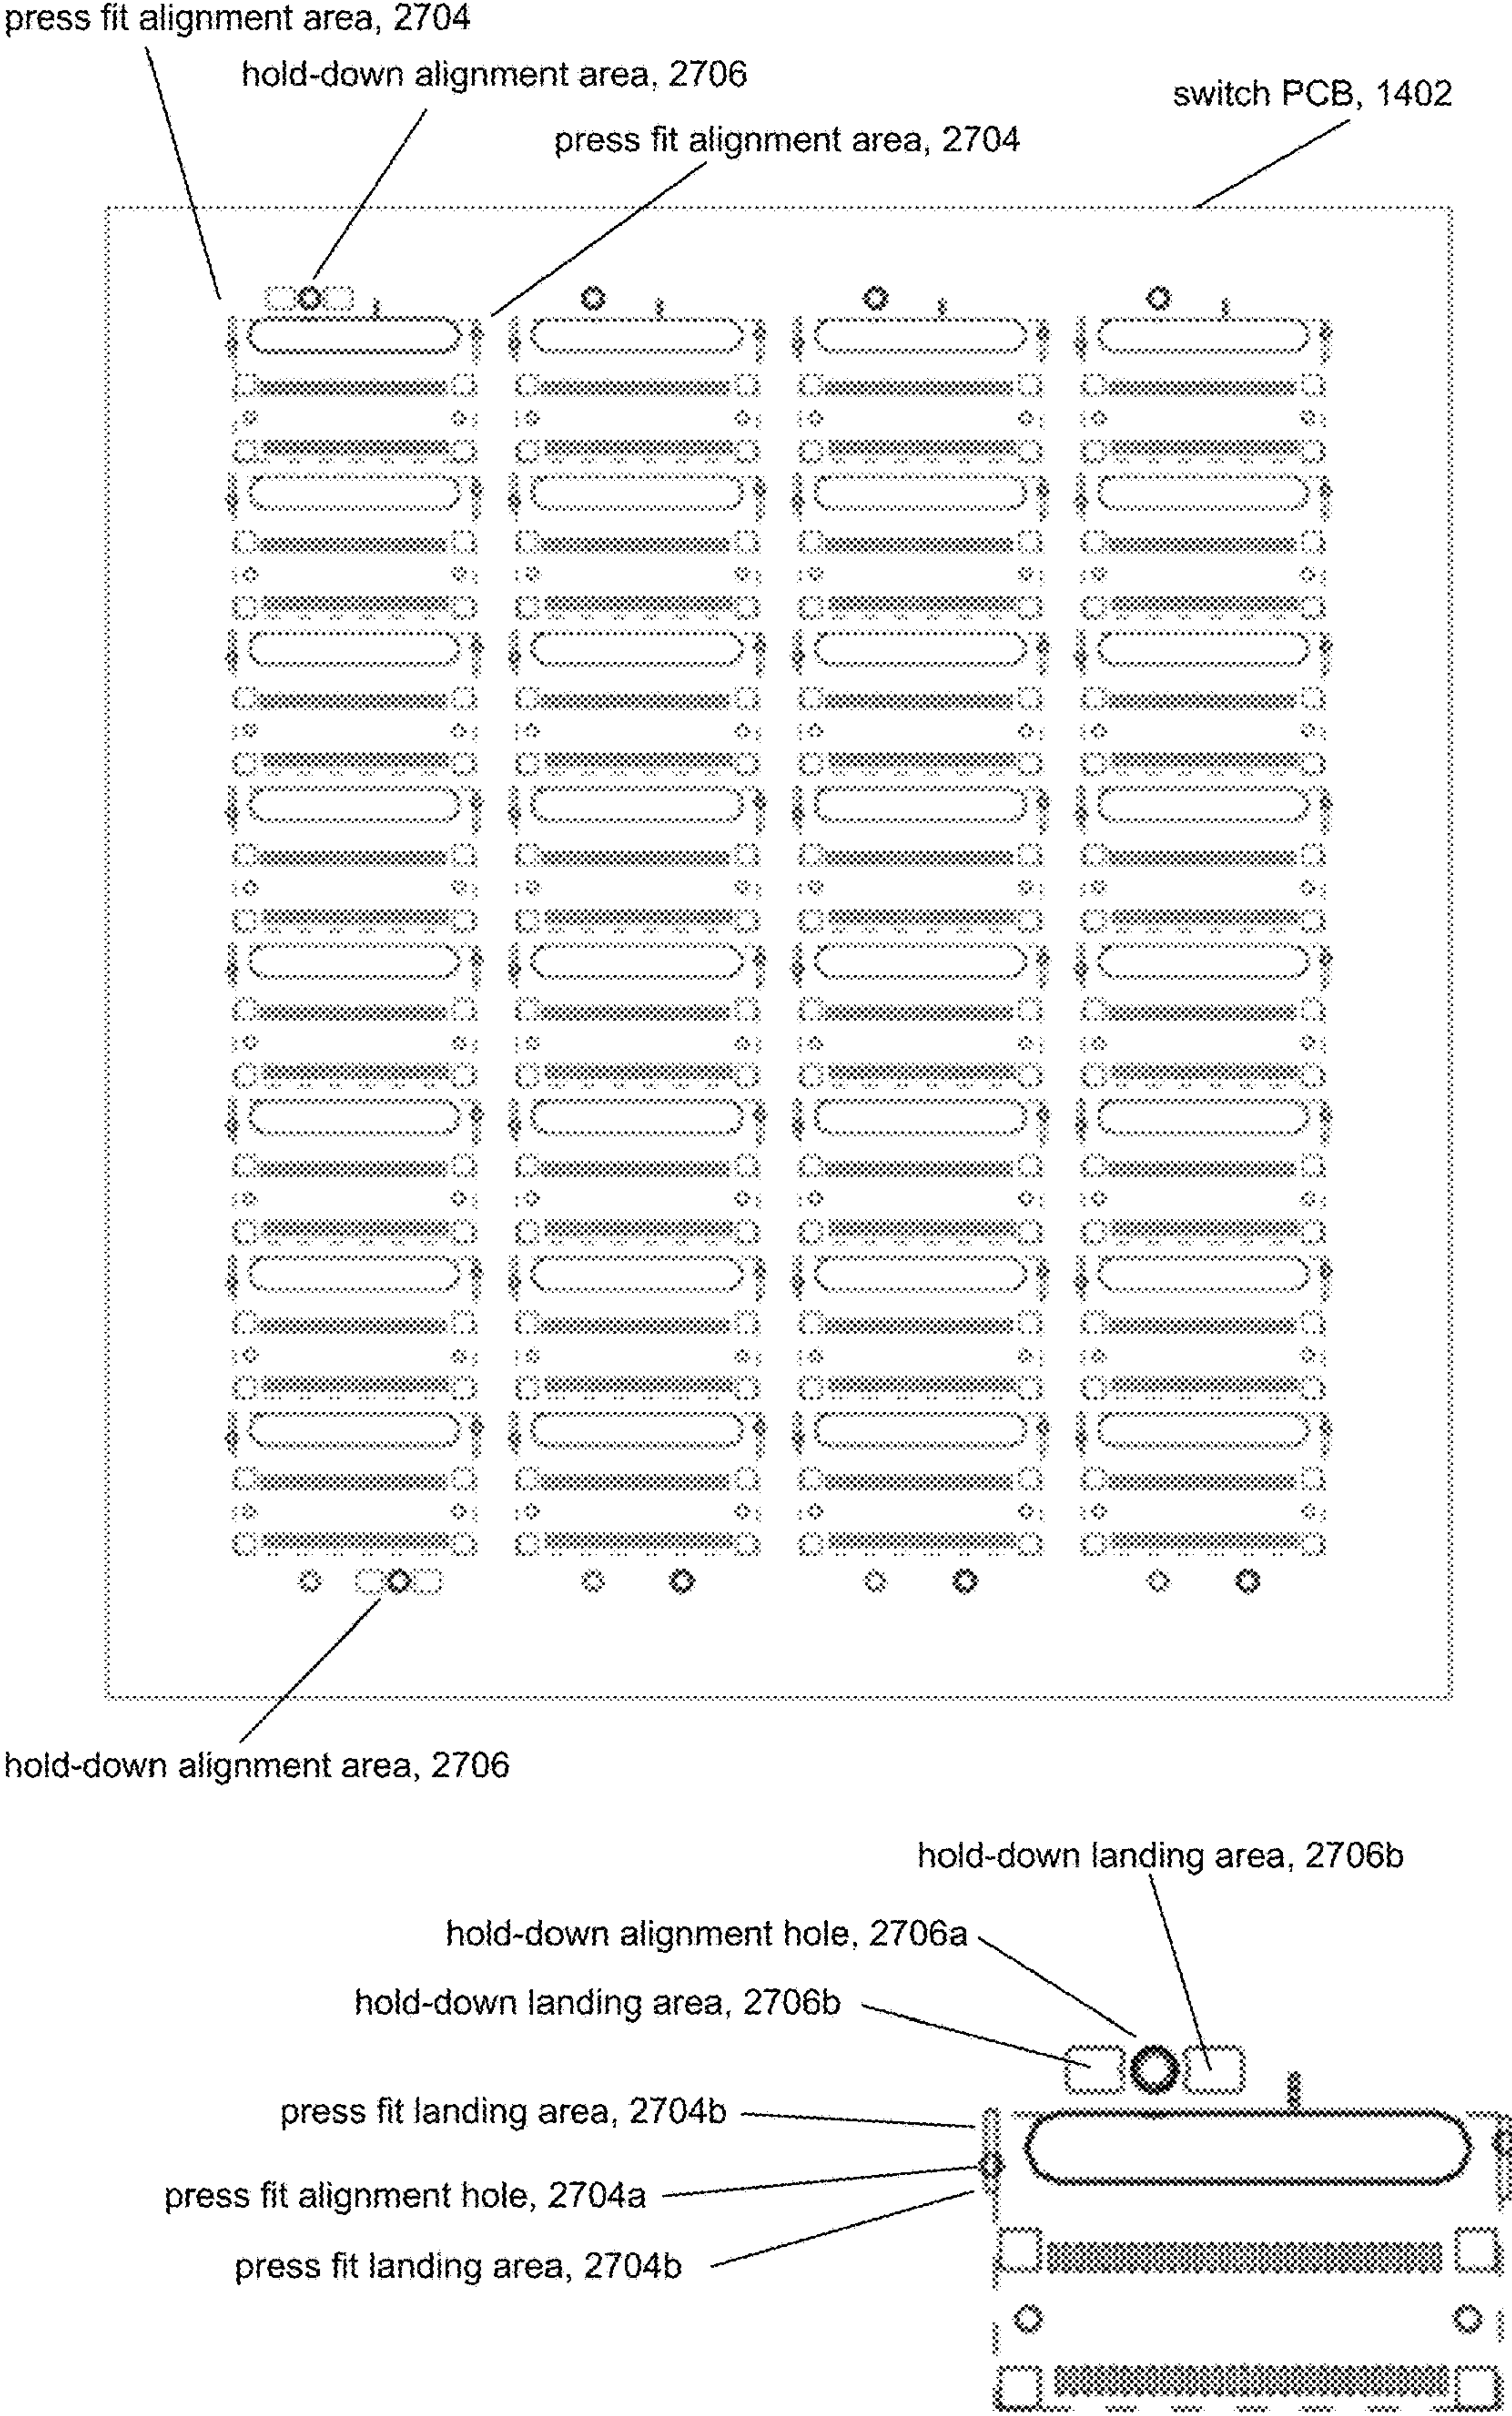 press fit alignment area, 2704
hold-down alignment area, 2706
switch PCB, 1402
press fit alignment area, 2704
hold-down alignment area, 2706
hold-down landing area, 2706b
hold-down alignment hole, 2706a
hold-down landing area, 2706b
press fit landing area, 2704b
press fit alignment hole, 2704a
press fit landing area, 2704b